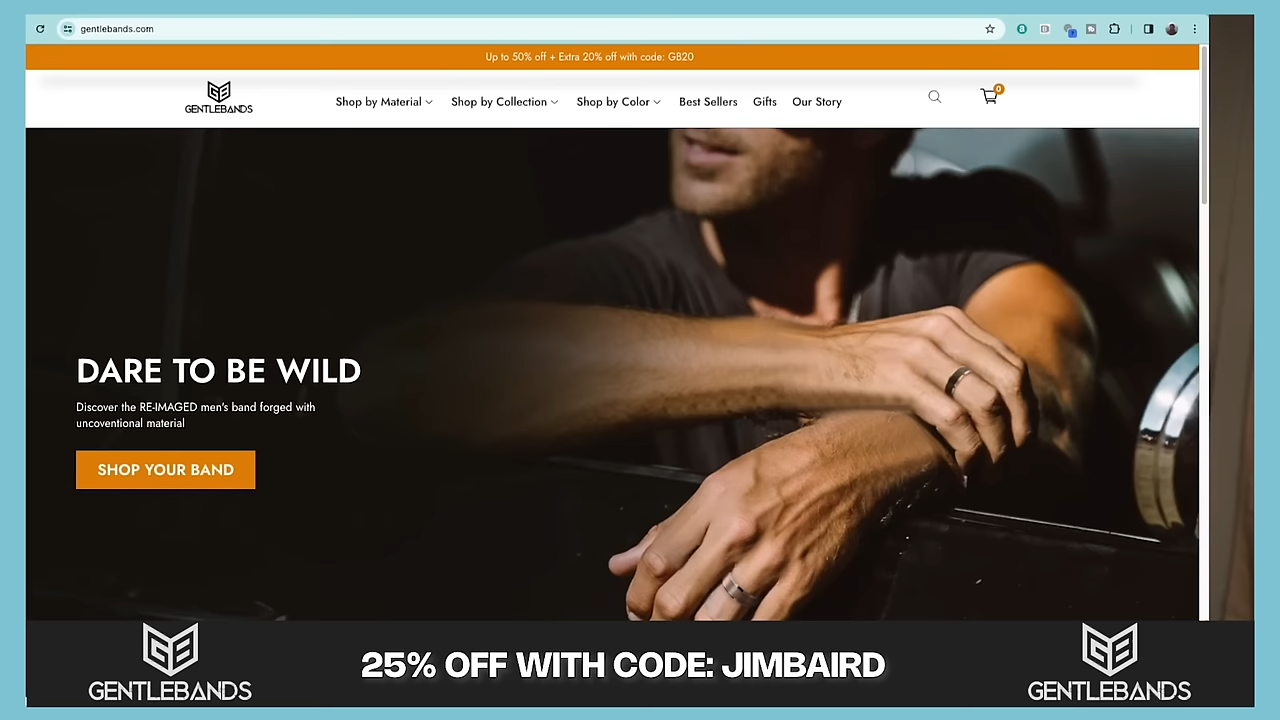 gentlebands.com
Up to 50% off + Extra 20% off with code: GB20
GENTLEBANDS
Shop by Material
Shop by Collection
Shop by Color
Best Sellers
Gifts
Our Story
0
DARE TO BE WILD
Discover the RE-IMAGED men's band forged with
uncoventional material
SHOP YOUR BAND
GENTLEBANDS
25% OFF WITH CODE: JIMBAIRD
GENTLEBANDS